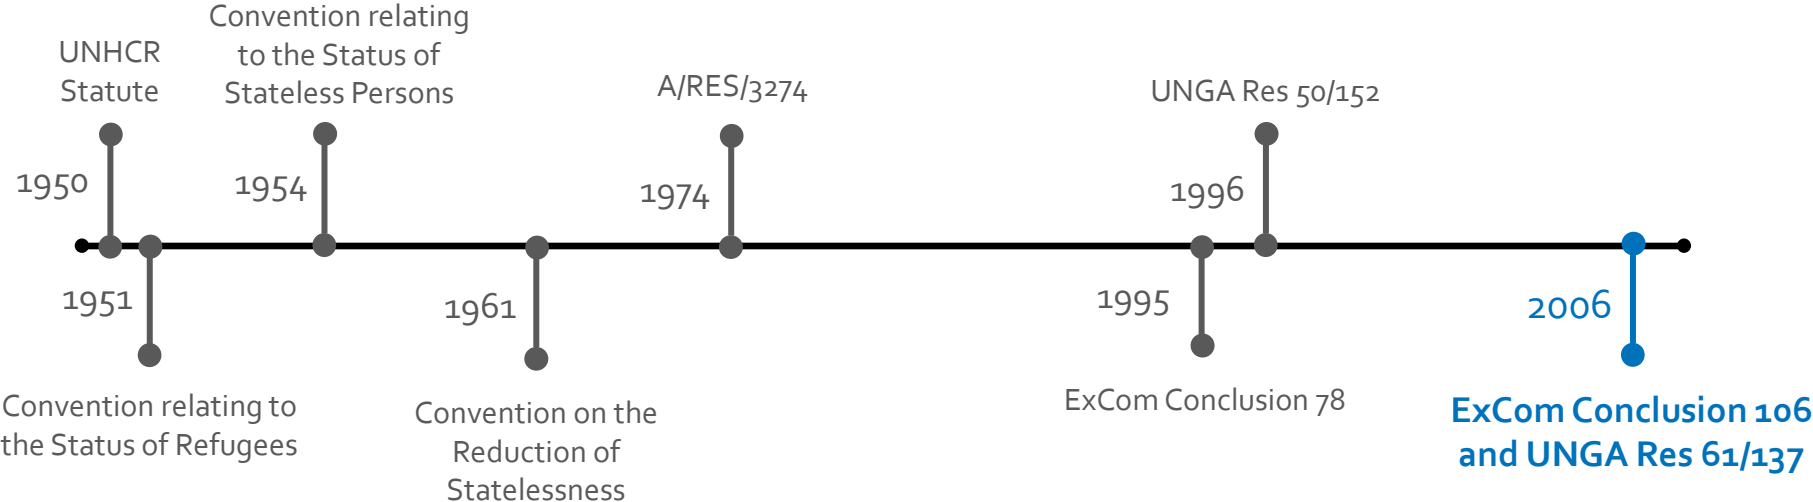 UNHCR
Statute
1950
1951
Convention relating to
the Status of Refugees
Convention relating
to the Status of
Stateless Persons
1954
1961
Convention on the
Reduction of
Statelessness
A/RES/3274
1974
1995
ExCom Conclusion 78
UNGA Res 50/152
1996
2006
ExCom Conclusion 106
and UNGA Res 61/137